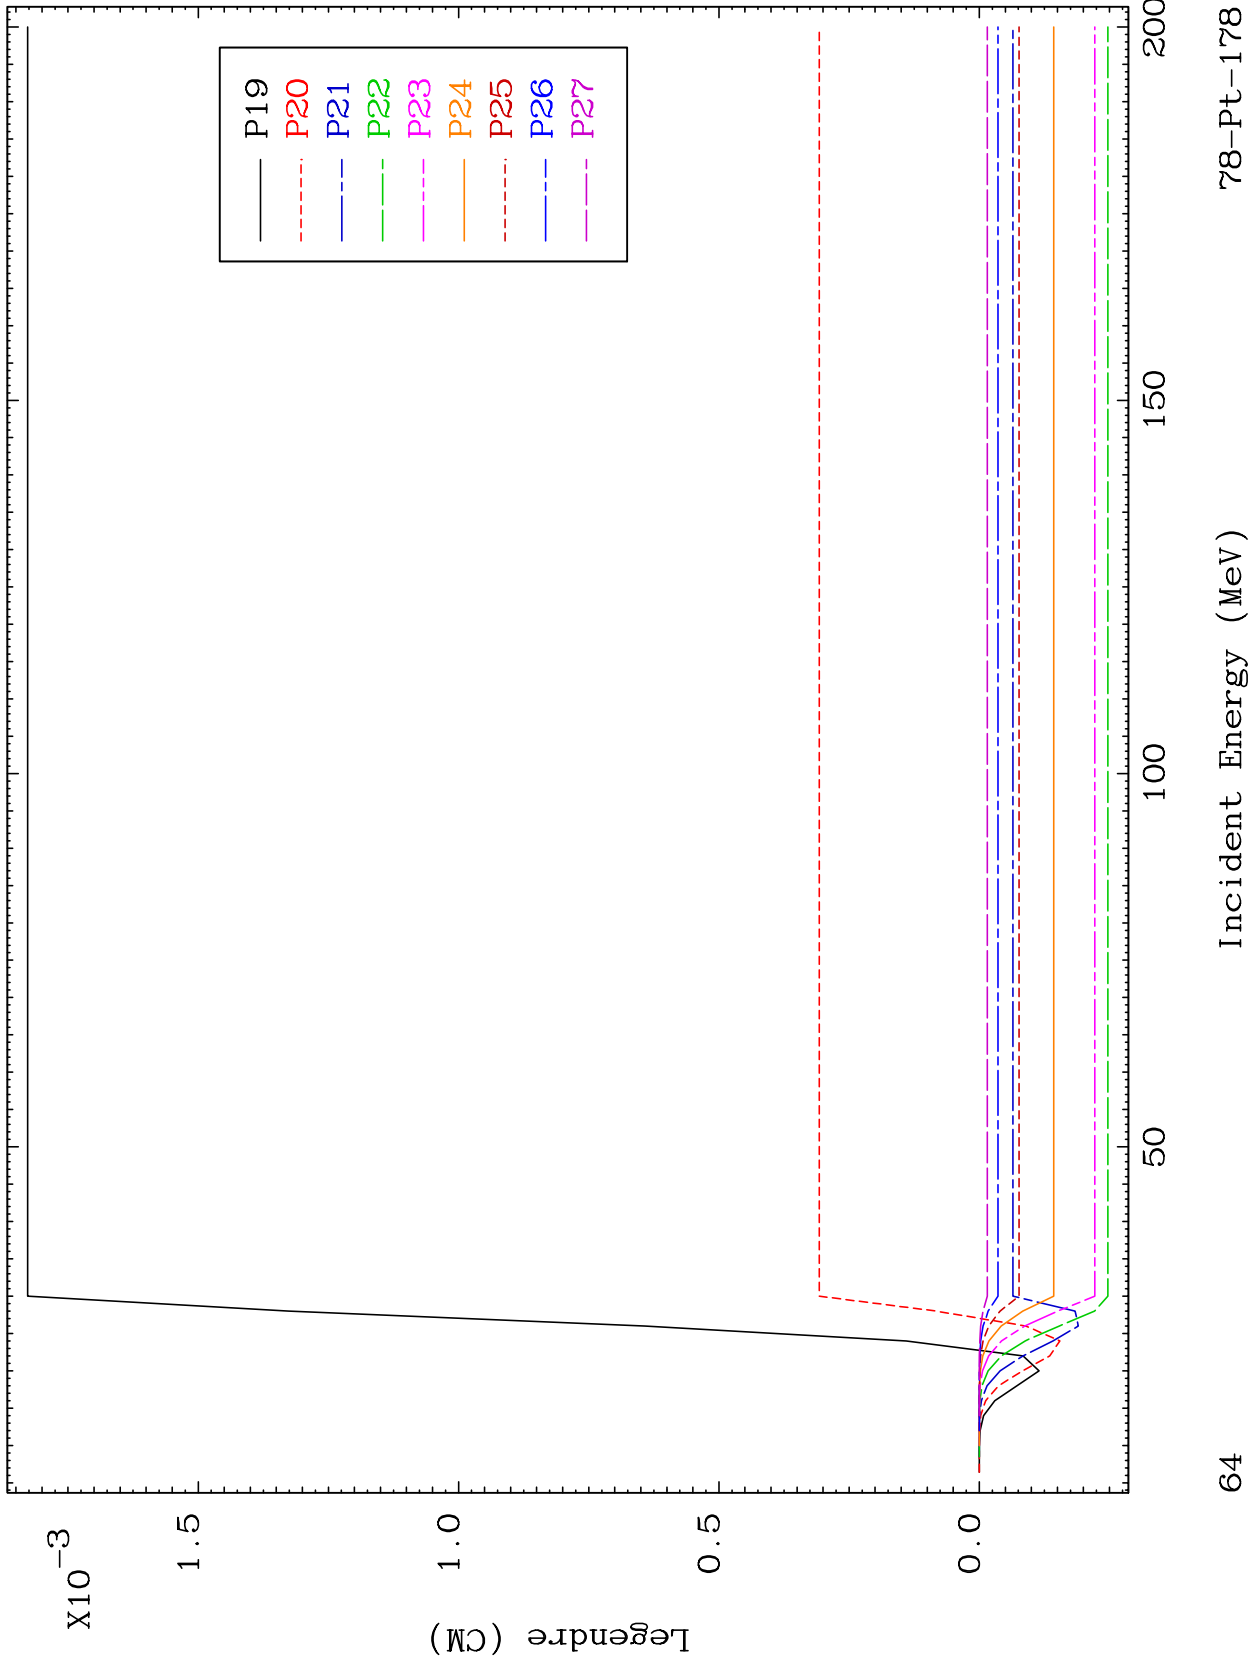 X10-3
1.5
1.0
0.5
0.0
Legendre (CM)
P19
P20
P21
P22
P23
P24
P25
P26
P27
50
100
150
200
64
Incident Energy (MeV)
78-Pt-178